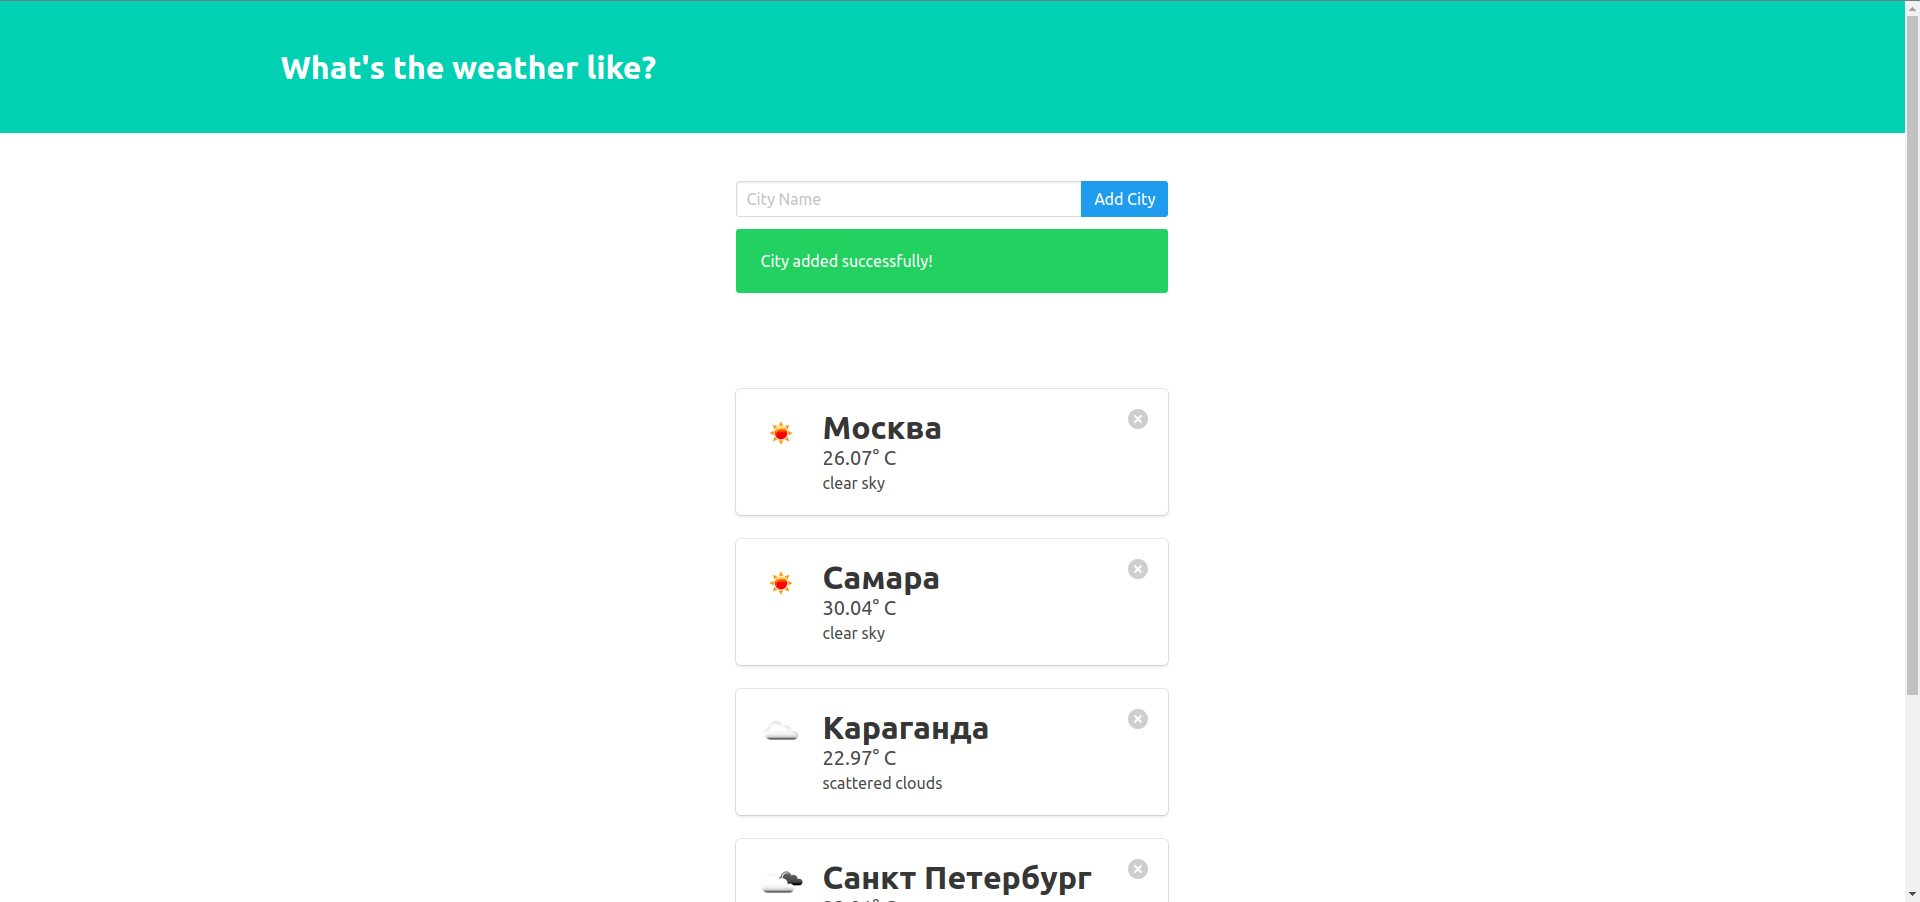 What's the weather like?
City Name
Add City
City added successfully!
Москва
26.07° C
clear sky
Самара
30.04° C
clear sky
Караганда
22.97° C
scattered clouds
Санкт Петербург